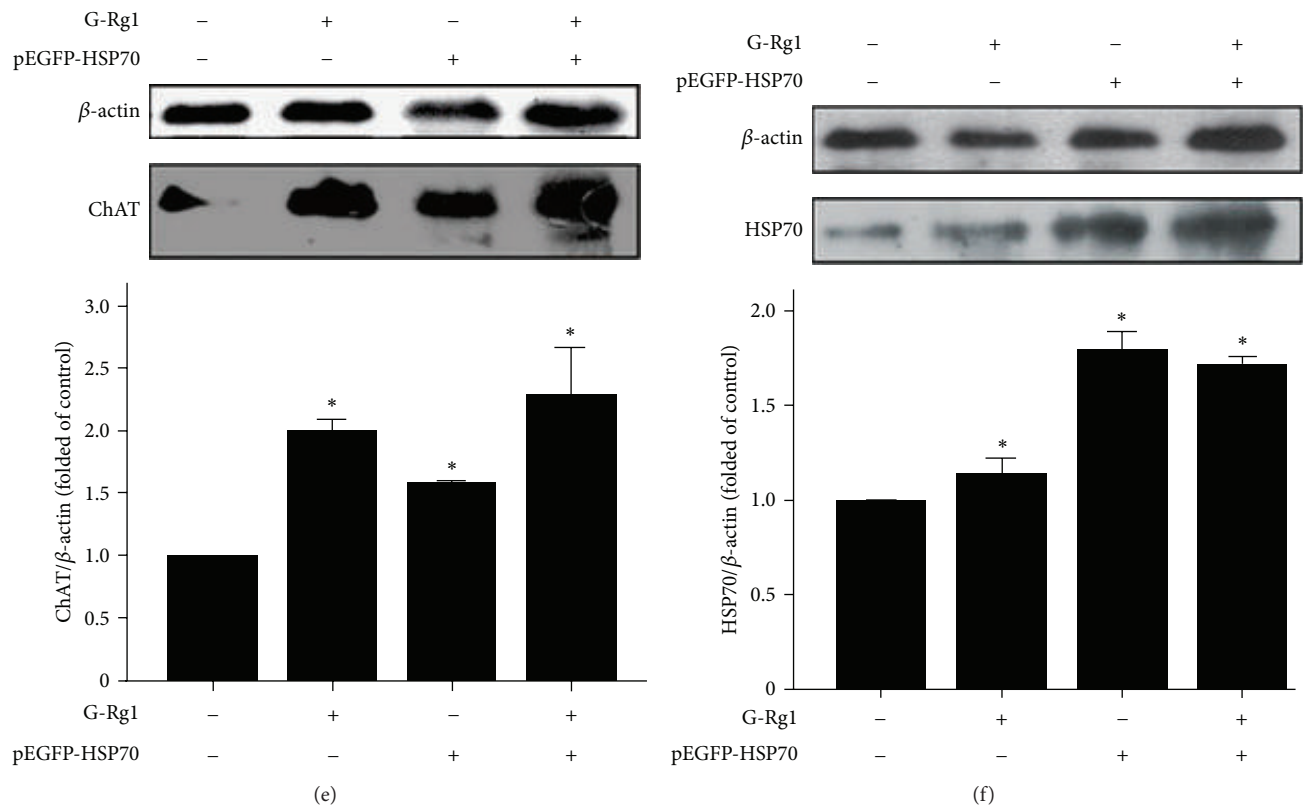 G-Rg1 − + − +
pEGFP-HSP70 − − + +
β-actin
ChAT
3.0
2.5
2.0
1.5
1.0
0.5
0
ChAT/β-actin (folded of control)
* * *
G-Rg1 − + − +
pEGFP-HSP70 − − + +
(e)
G-Rg1 − + − +
pEGFP-HSP70 − − + +
β-actin
HSP70
2.0
1.5
1.0
0.5
0
HSP70/β-actin (folded of control)
* * *
G-Rg1 − + − +
pEGFP-HSP70 − − + +
(f)